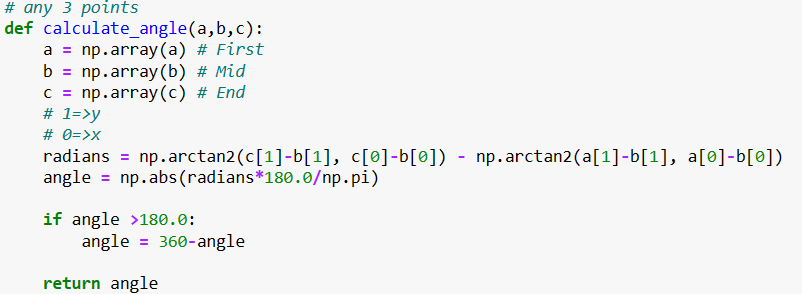 # any 3 points
def calculate_angle(a,b,c):
    a = np.array(a) # First
    b = np.array(b) # Mid
    c = np.array(c) # End
    # 1=>y
    # 0=>x
    radians = np.arctan2(c[1]-b[1], c[0]-b[0]) - np.arctan2(a[1]-b[1], a[0]-b[0])
    angle = np.abs(radians*180.0/np.pi)
    if angle >180.0:
        angle = 360-angle
    return angle